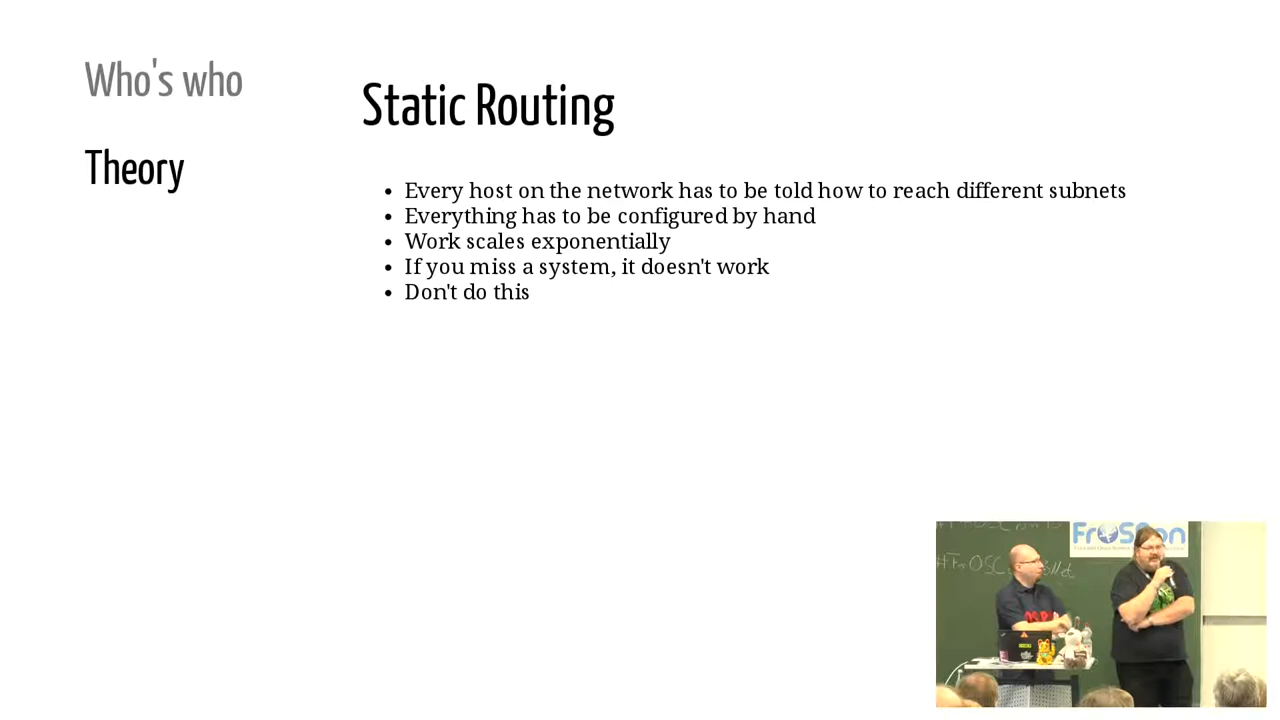 Who's who
Theory
Static Routing
• Every host on the network has to be told how to reach different subnets
• Everything has to be configured by hand
• Work scales exponentially
• If you miss a system, it doesn't work
• Don't do this
FrOSCon